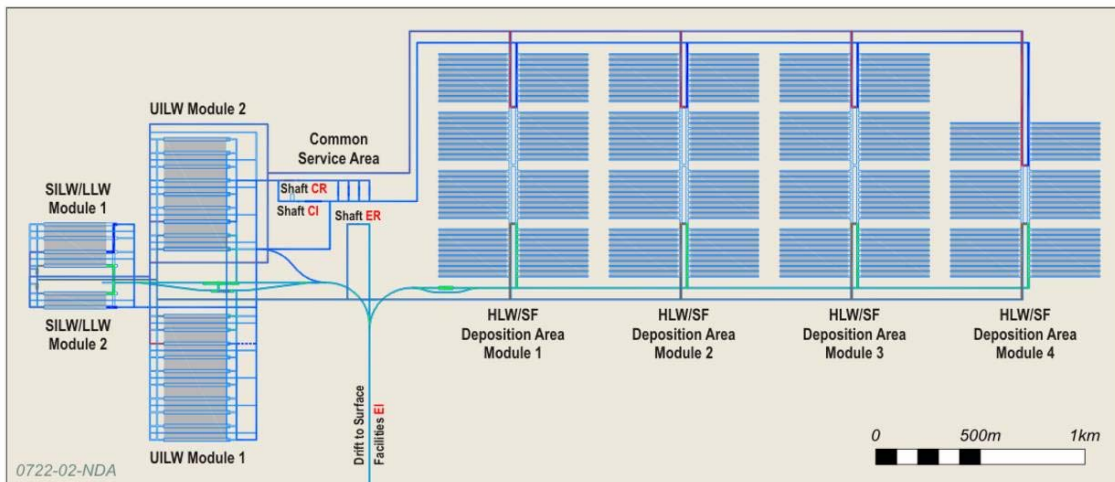 UILW Module 2
Common
Service Area
SILW/LLW
Module 1
Shaft CR
Shaft CI
Shaft ER
SILW/LLW
Module 2
HLW/SF
Deposition Area
Module 1
HLW/SF
Deposition Area
Module 2
HLW/SF
Deposition Area
Module 3
HLW/SF
Deposition Area
Module 4
Drift to Surface
Facilities EI
UILW Module 1
0 500m 1km
0722-02-NDA